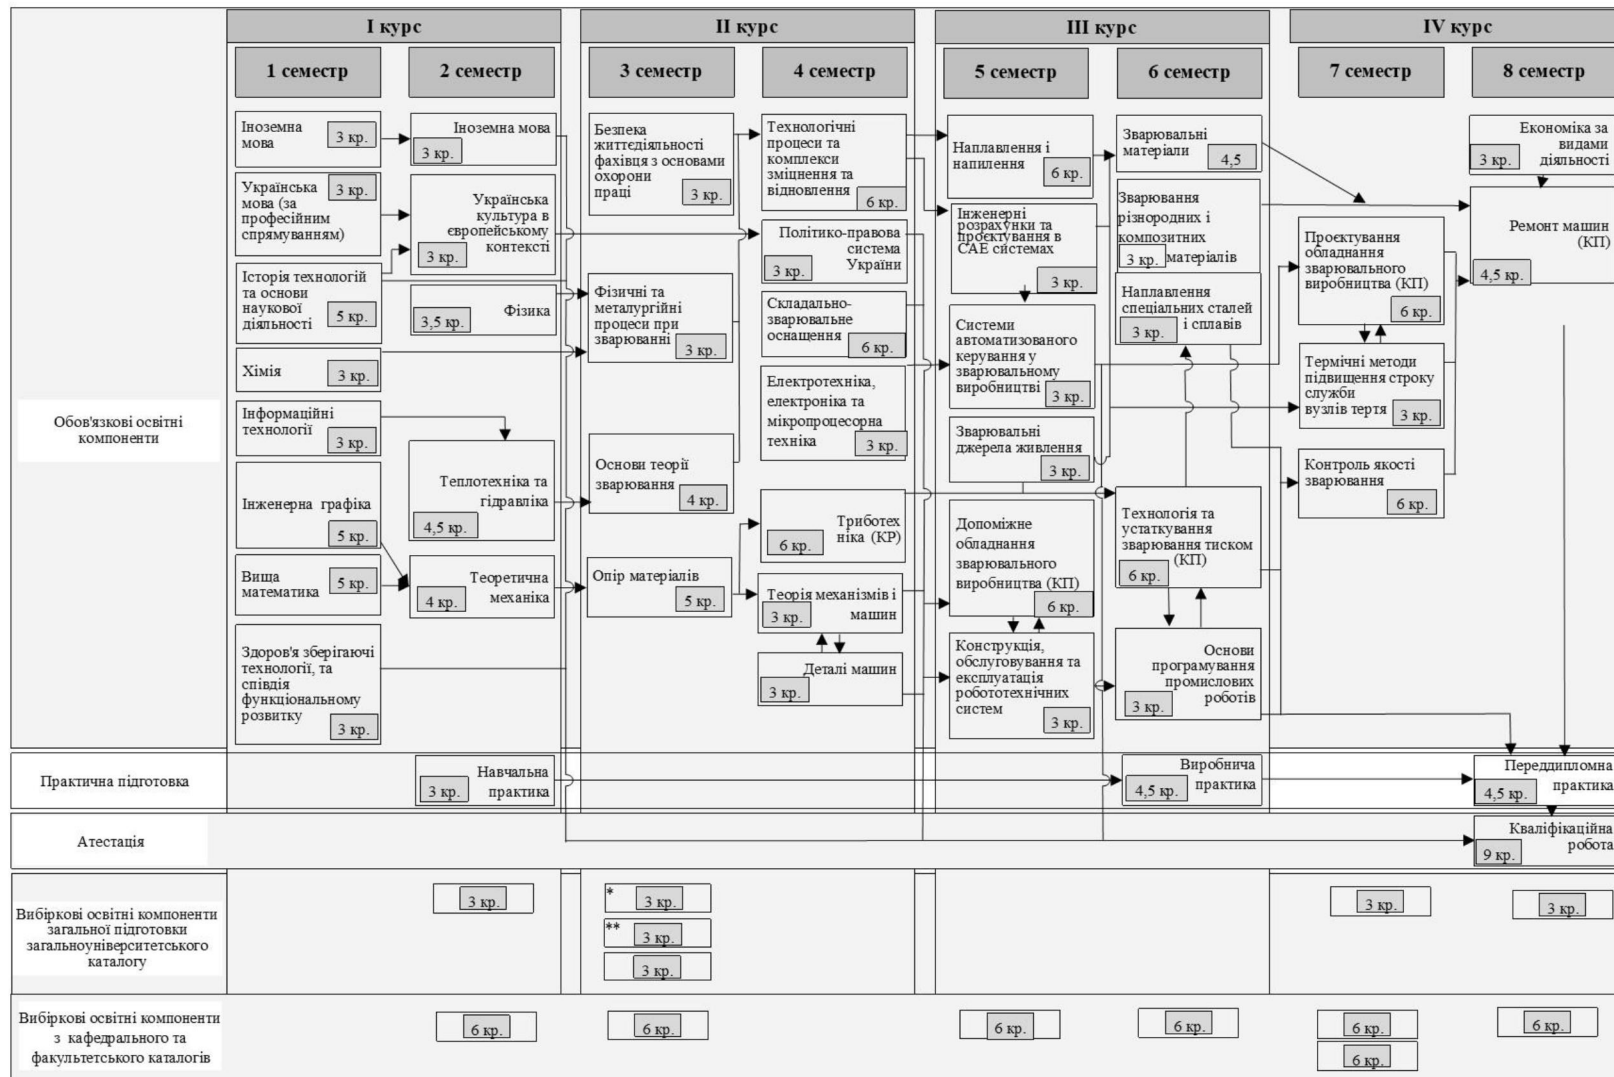 I курс
II курс
III курс
IV курс
1 семестр
2 семестр
3 семестр
4 семестр
5 семестр
6 семестр
7 семестр
8 семестр
Обов'язкові освітні
компоненти
Іноземна
мова
3 кр.
Українська
мова (за
професійним
спрямуванням)
3 кр.
Історія технологій
та основи
наукової
діяльності
5 кр.
Хімія
3 кр.
Інформаційні
технології
3 кр.
Інженерна графіка
5 кр.
Вища
математика
5 кр.
Здоров'я зберігаючі
технології, та
співдія
функціональному
розвитку
3 кр.
Іноземна мова
3 кр.
Українська
культура в
європейському
контексті
3 кр.
Фізика
3,5 кр.
Теплотехніка та
гідравліка
4,5 кр.
Теоретична
механіка
4 кр.
Безпека
життєдіяльності
фахівця з основами
охорони
праці
3 кр.
Фізичні та
металургійні
процеси при
зварюванні
3 кр.
Основи теорії
зварювання
4 кр.
Опір матеріалів
5 кр.
Технологічні
процеси та
комплекси
зміцнення та
відновлення
6 кр.
Політико-правова
система
України
3 кр.
Складально-
зварювальне
оснащення
6 кр.
Електротехніка,
електроніка та
мікропроцесорна
техніка
3 кр.
Триботех
ніка (КР)
6 кр.
Теорія механізмів і
машин
3 кр.
Деталі машин
3 кр.
Наплавлення і
напилення
6 кр.
Інженерні
розрахунки та
проєктування в
САЕ системах
3 кр.
Системи
автоматизованого
керування у
зварювальному
виробництві
3 кр.
Зварювальні
джерела живлення
3 кр.
Допоміжне
обладнання
зварювального
виробництва (КП)
6 кр.
Конструкція,
обслуговування та
експлуатація
робототехнічних
систем
3 кр.
Зварювальні
матеріали
4,5
Зварювання
різнородних і
композитних
матеріалів
3 кр.
Наплавлення
спеціальних сталей
і сплавів
3 кр.
Технологія та
устаткування
зварювання тиском
(КП)
6 кр.
Основи
програмування
промислових
роботів
3 кр.
Проєктування
обладнання
зварювального
виробництва (КП)
6 кр.
Термічні методи
підвищення строку
служби
вузлів тертя
3 кр.
Контроль якості
зварювання
6 кр.
Економіка за
видами
діяльності
3 кр.
Ремонт машин
(КП)
4,5 кр.
Практична підготовка
Навчальна
практика
3 кр.
Виробнича
практика
4,5 кр.
Переддипломна
практика
4,5 кр.
Атестація
Кваліфікаційна
робота
9 кр.
Вибіркові освітні компоненти
загальної підготовки
загальноуніверситетського
каталогу
3 кр.
* 3 кр.
** 3 кр.
3 кр.
3 кр.
3 кр.
Вибіркові освітні компоненти
з кафедрального та
факультетського каталогів
6 кр.
6 кр.
6 кр.
6 кр.
6 кр.
6 кр.
6 кр.